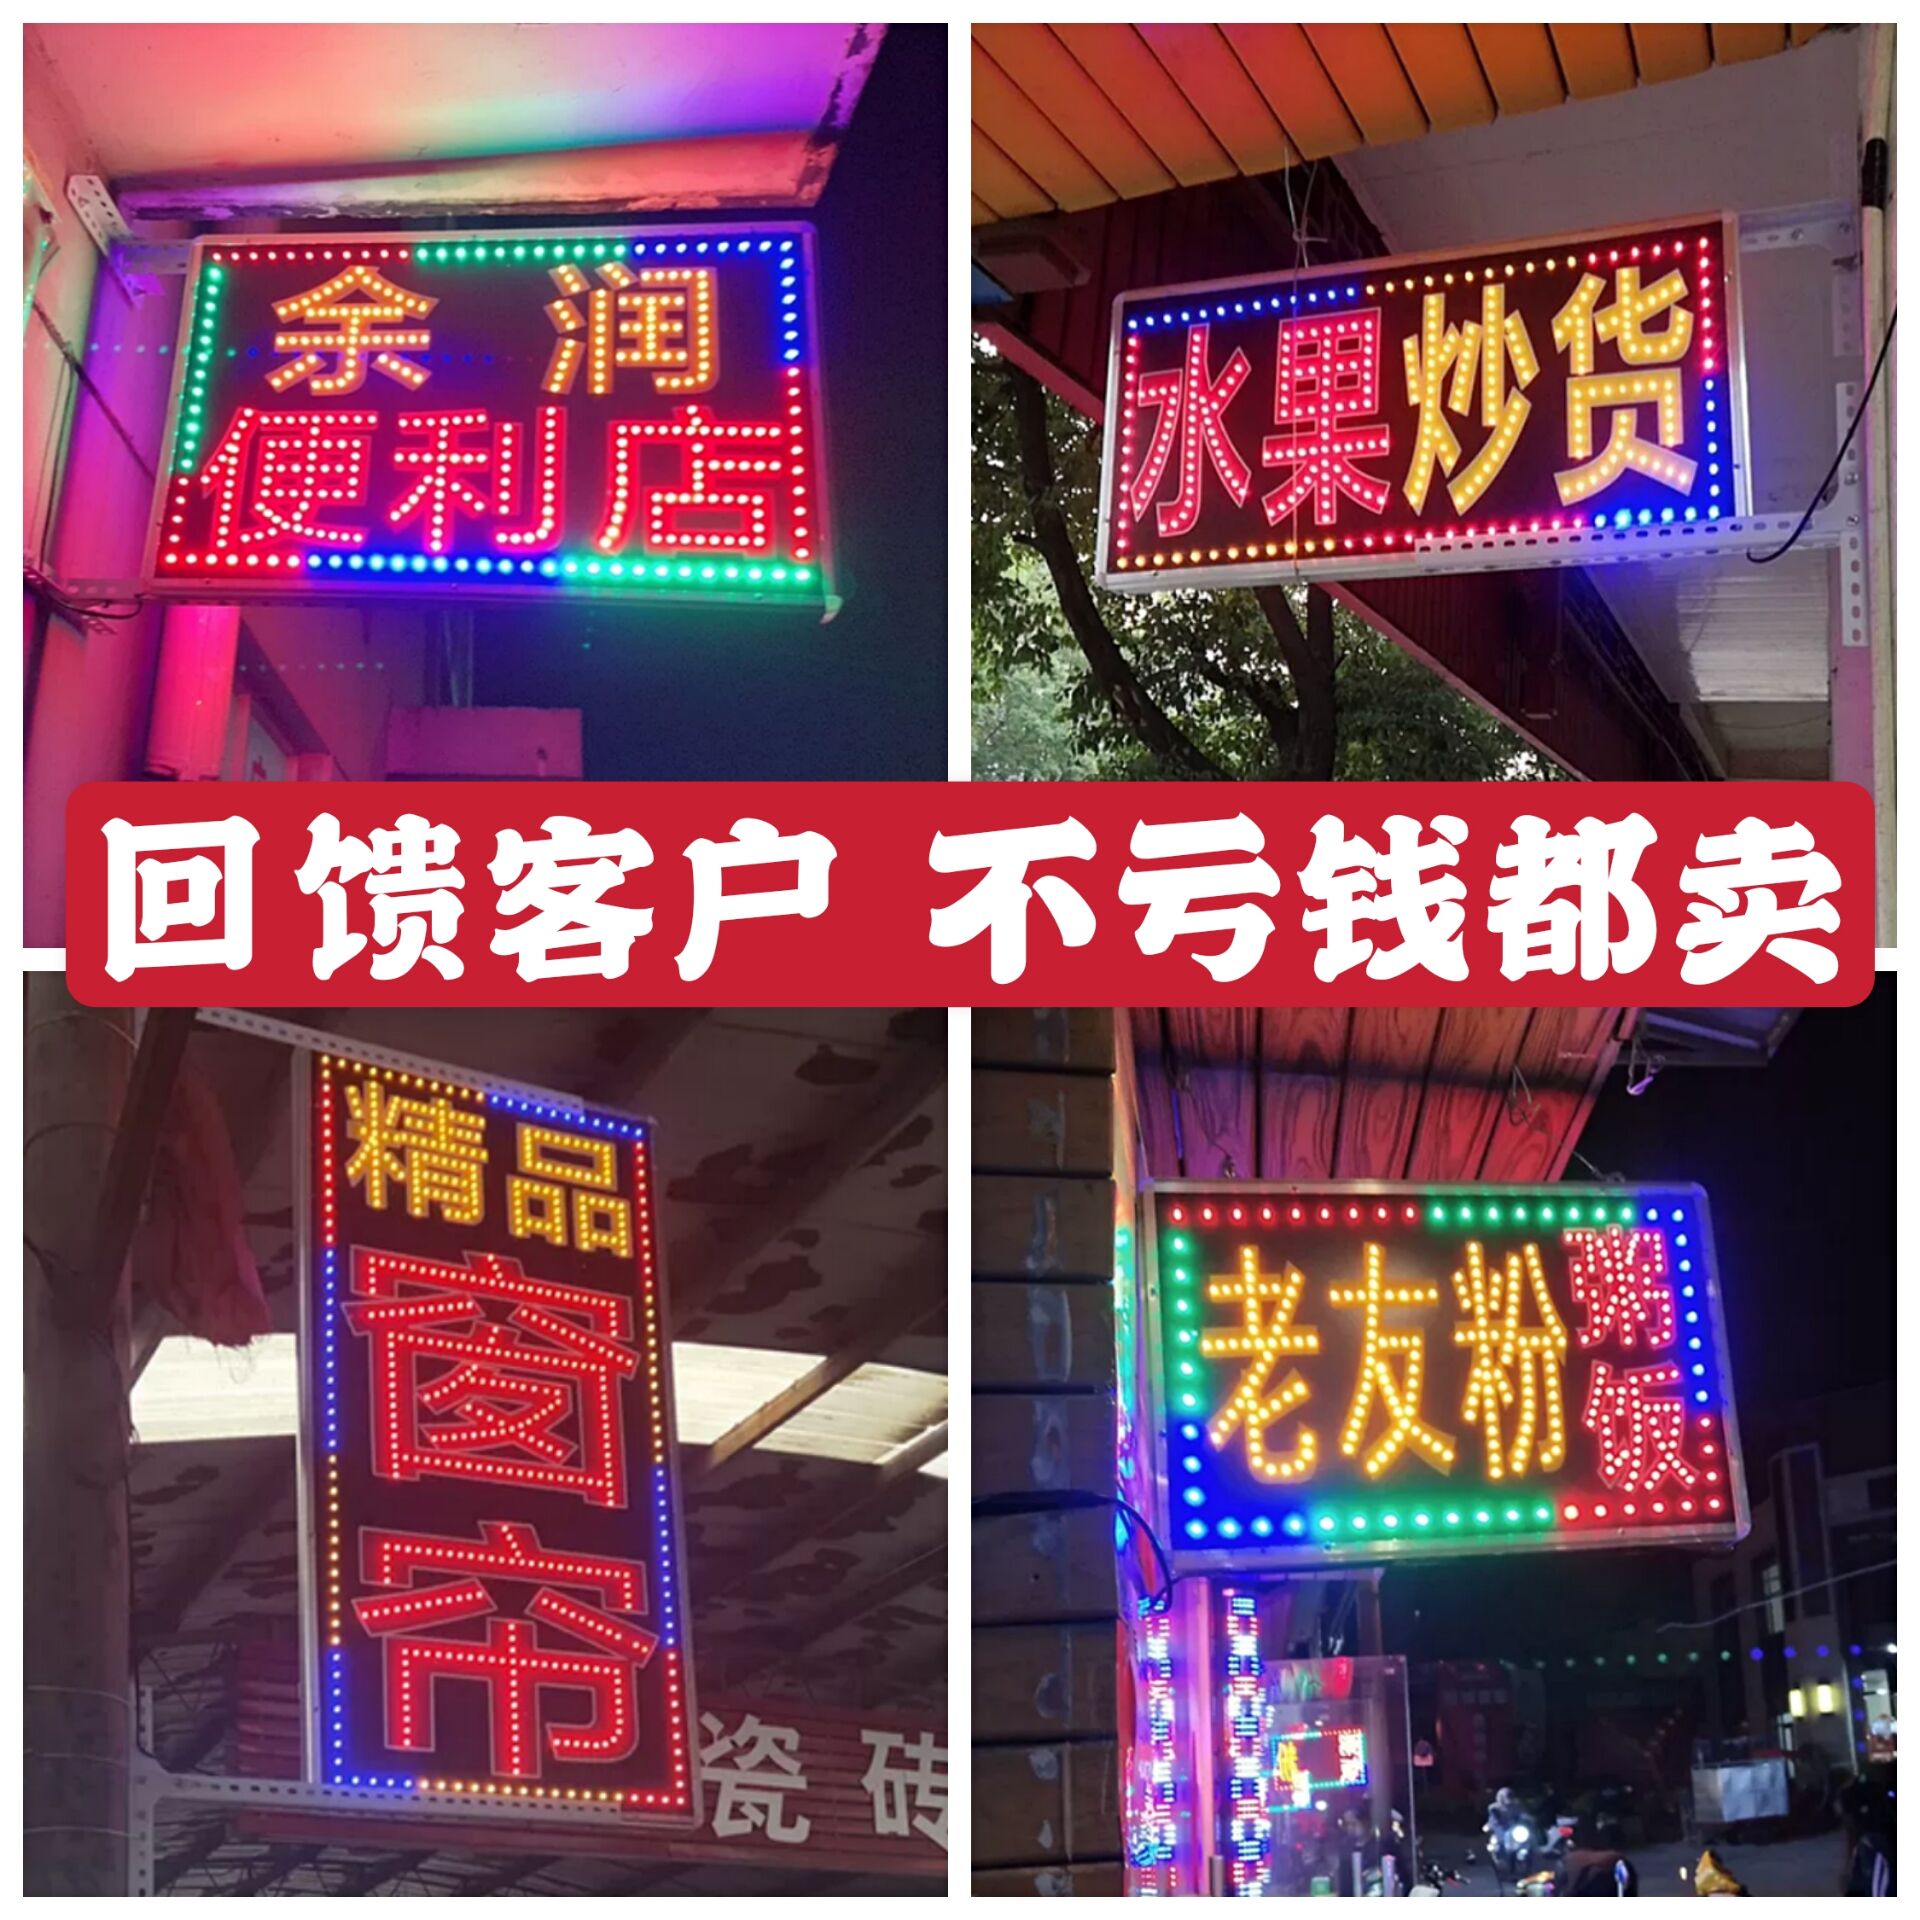 余润
便利店
水果炒货
回馈客户 不亏钱都卖
精品
窗
帘
瓷砖
老友粉
粥
饭